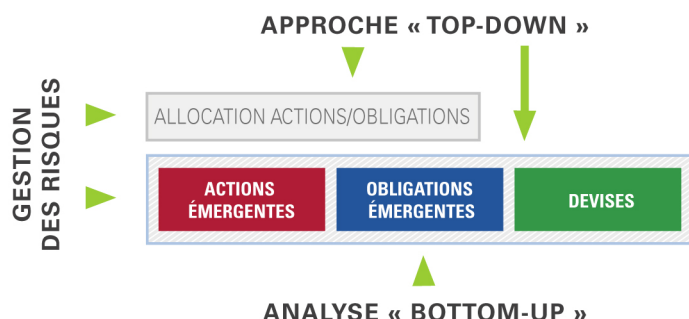 APPROCHE « TOP-DOWN »
GESTION
DES RISQUES
ALLOCATION ACTIONS/OBLIGATIONS
ACTIONS
ÉMERGENTES
OBLIGATIONS
ÉMERGENTES
DEVISES
ANALYSE « BOTTOM-UP »